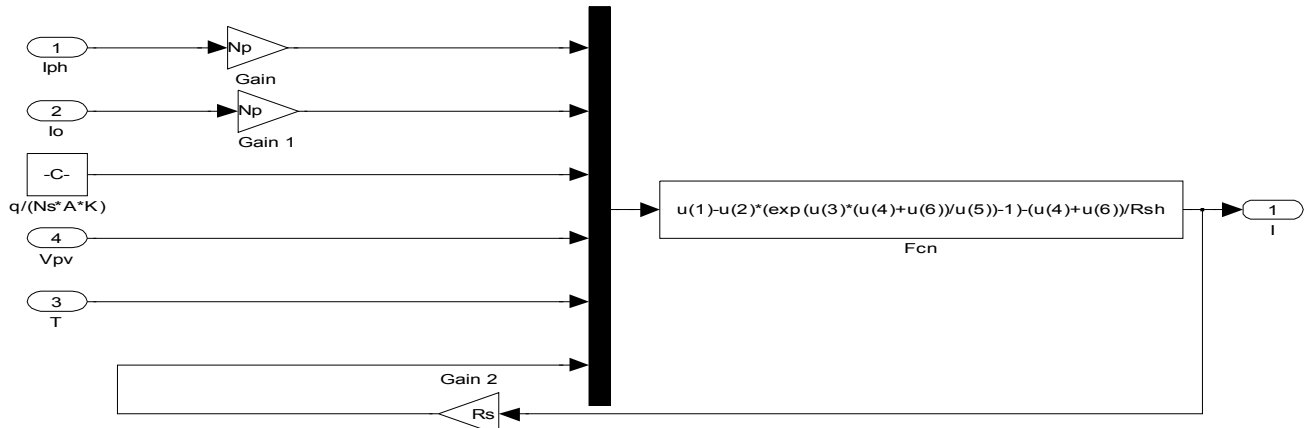 1
Iph
Np
Gain
2
Io
Np
Gain 1
-C-
q/(Ns*A*K)
4
Vpv
3
T
Gain 2
Rs
u(1)-u(2)*(exp(u(3)*(u(4)+u(6))/u(5))-1)-(u(4)+u(6))/Rsh
Fcn
1
I